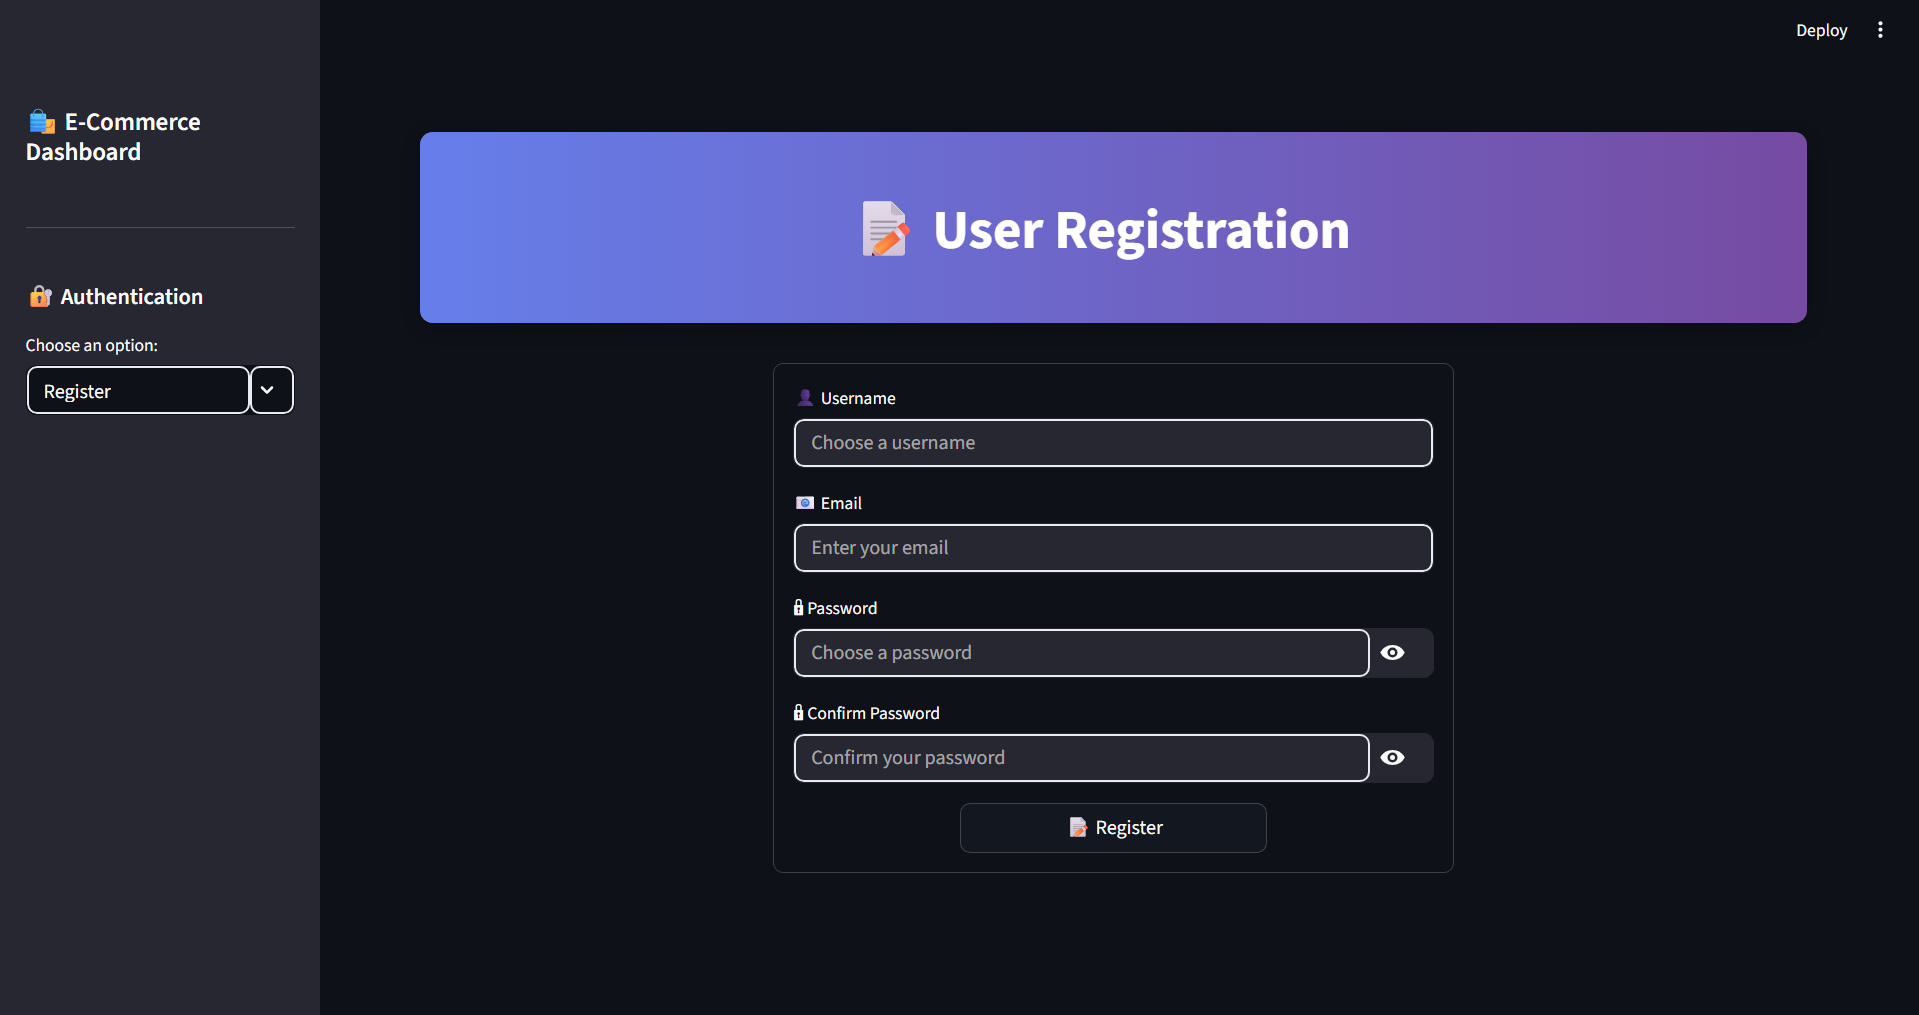 Deploy
E-Commerce
Dashboard
Authentication
Choose an option:
Register
User Registration
Username
Choose a username
Email
Enter your email
Password
Choose a password
Confirm Password
Confirm your password
Register